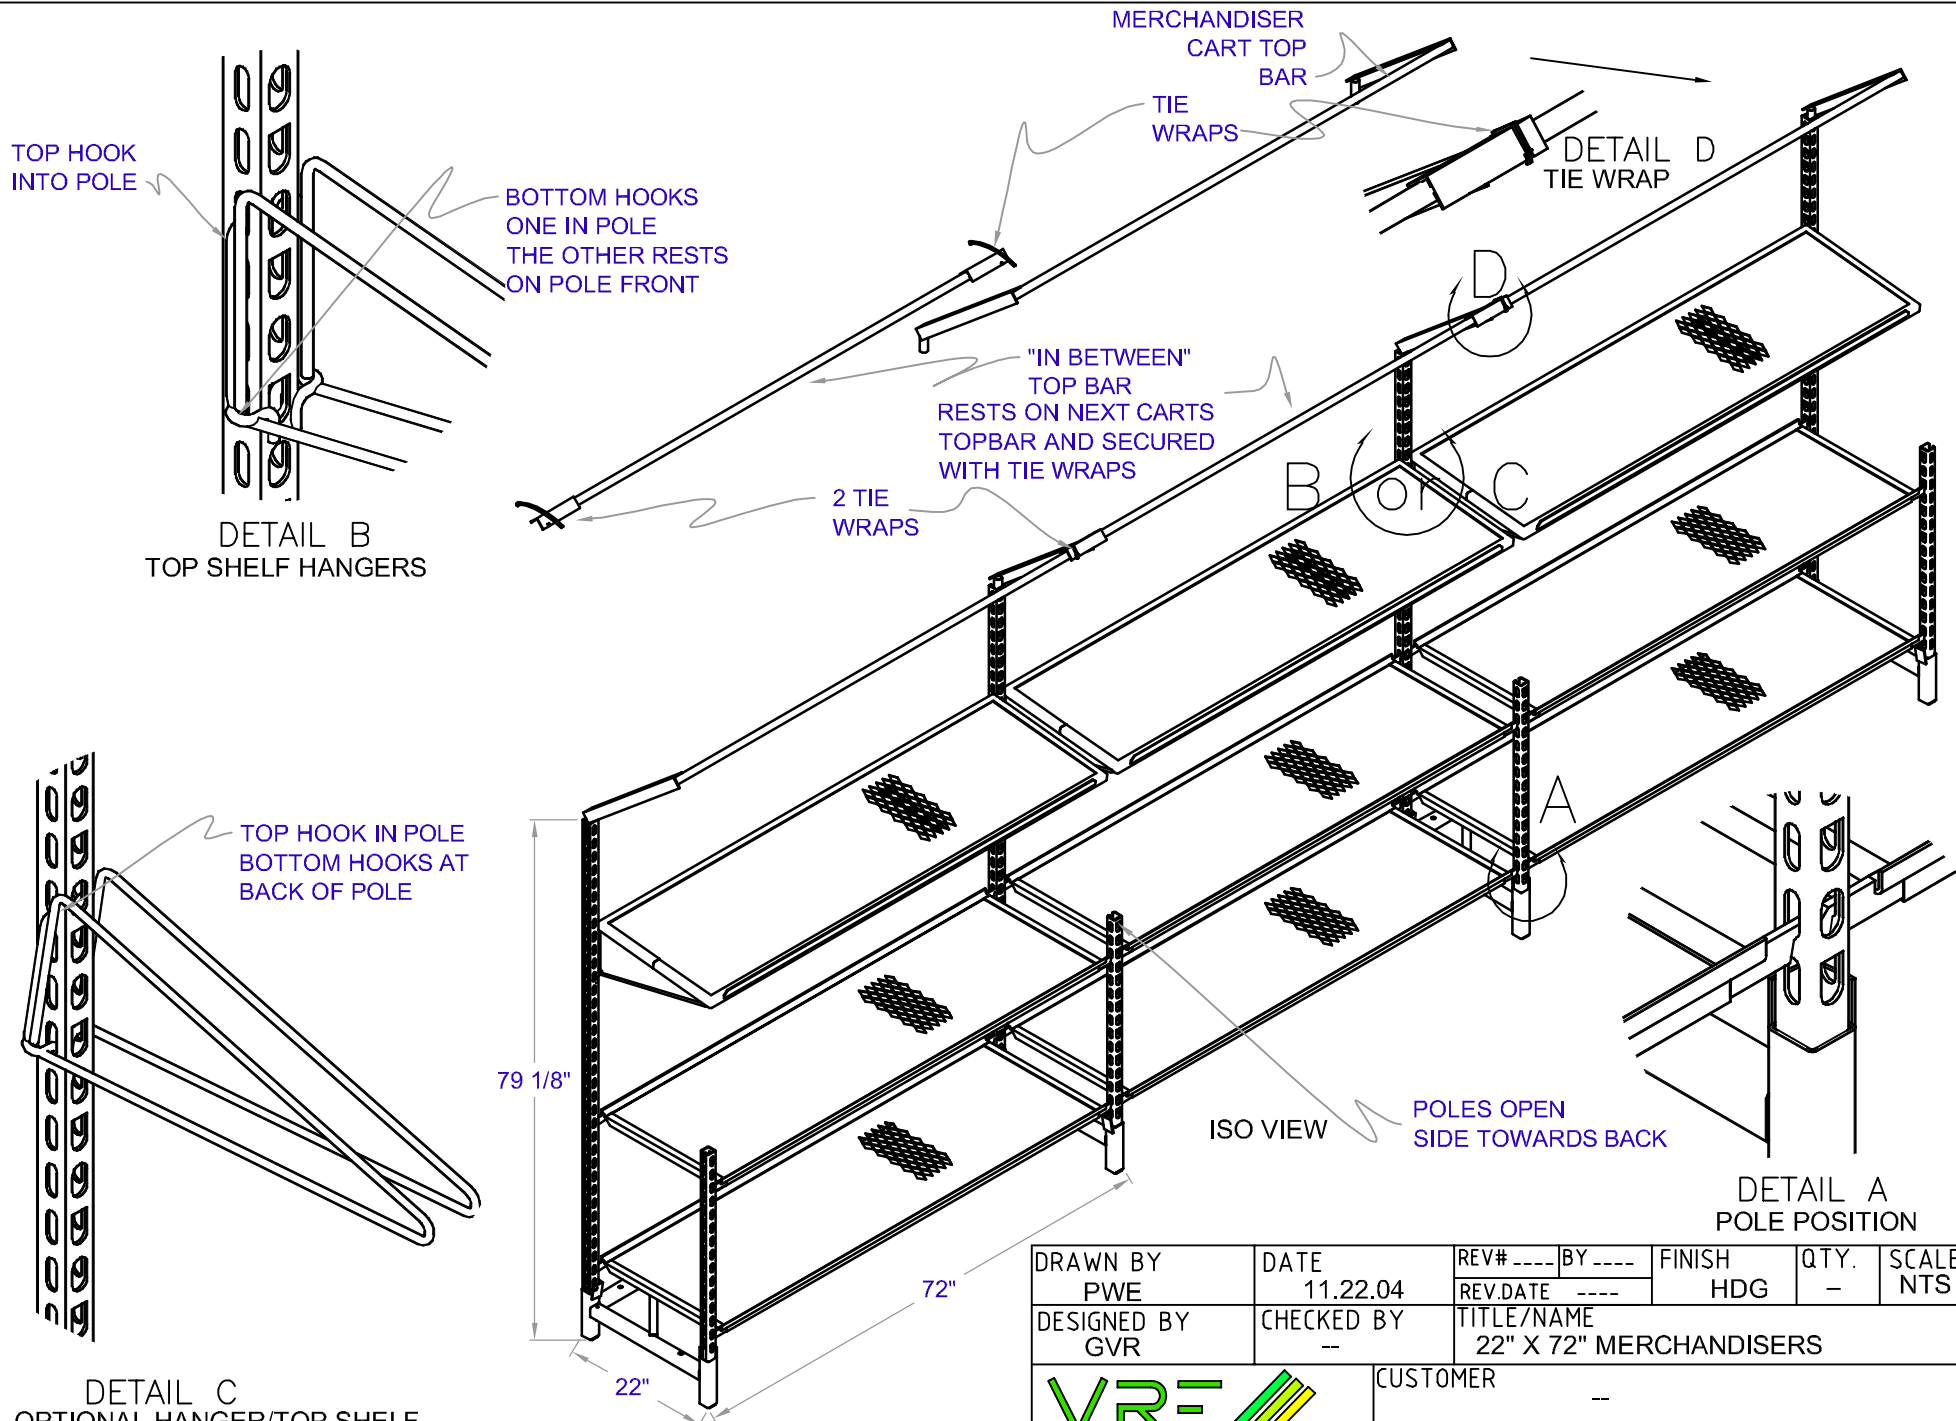 MERCHANDISER
CART TOP
BAR
TIE
WRAPS
TOP HOOK
INTO POLE
BOTTOM HOOKS
ONE IN POLE
THE OTHER RESTS
ON POLE FRONT
DETAIL D
TIE WRAP
D
"IN BETWEEN"
TOP BAR
RESTS ON NEXT CARTS
TOPBAR AND SECURED
WITH TIE WRAPS
B or C
2 TIE
WRAPS
DETAIL B
TOP SHELF HANGERS
A
TOP HOOK IN POLE
BOTTOM HOOKS AT
BACK OF POLE
79 1/8"
ISO VIEW
POLES OPEN
SIDE TOWARDS BACK
DETAIL A
POLE POSITION
72"
22"
DETAIL C
OPTIONAL HANGER/TOP SHELF
DRAWN BY
PWE
DATE
11.22.04
REV# ---- BY ----
REV.DATE ----
FINISH
HDG
QTY.
–
SCALE
NTS
DESIGNED BY
GVR
CHECKED BY
--
TITLE/NAME
22" X 72" MERCHANDISERS
VRE
CUSTOMER
--